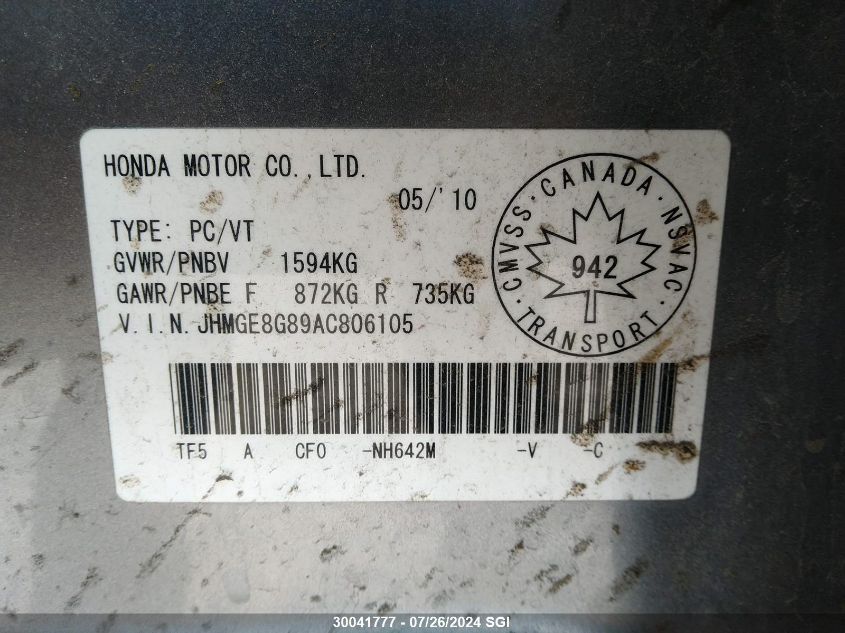 HONDA MOTOR CO.,LTD.
05/'10
TYPE: PC/VT
GVWR/PNBV 1594KG
GAWR/PNBE F 872KG R 735KG
V.I.N. JHMGE8G89AC806105
CMVSS · CANADA · NSVAC · TRANSPORT ·
942
TF5 A CF0 -NH642M -V -C
30041777 - 07/26/2024 SGI